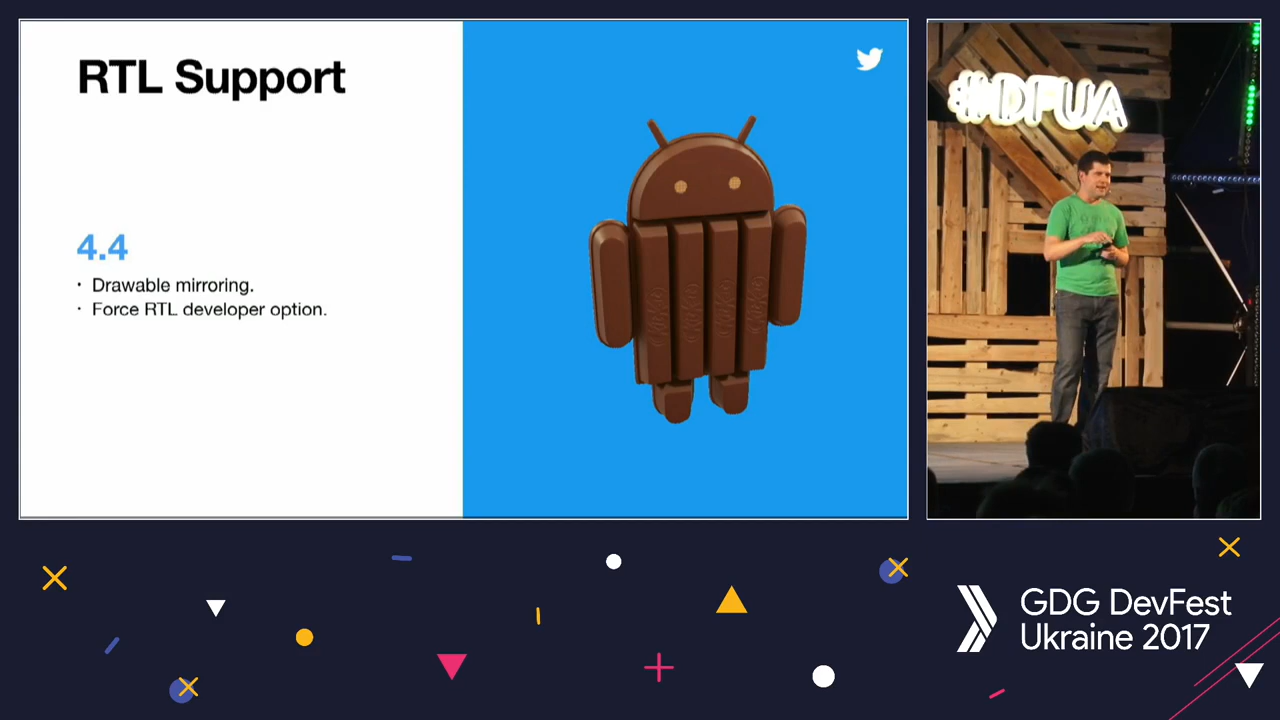 RTL Support
4.4
· Drawable mirroring.
· Force RTL developer option.
#DFUA
GDG DevFest
Ukraine 2017